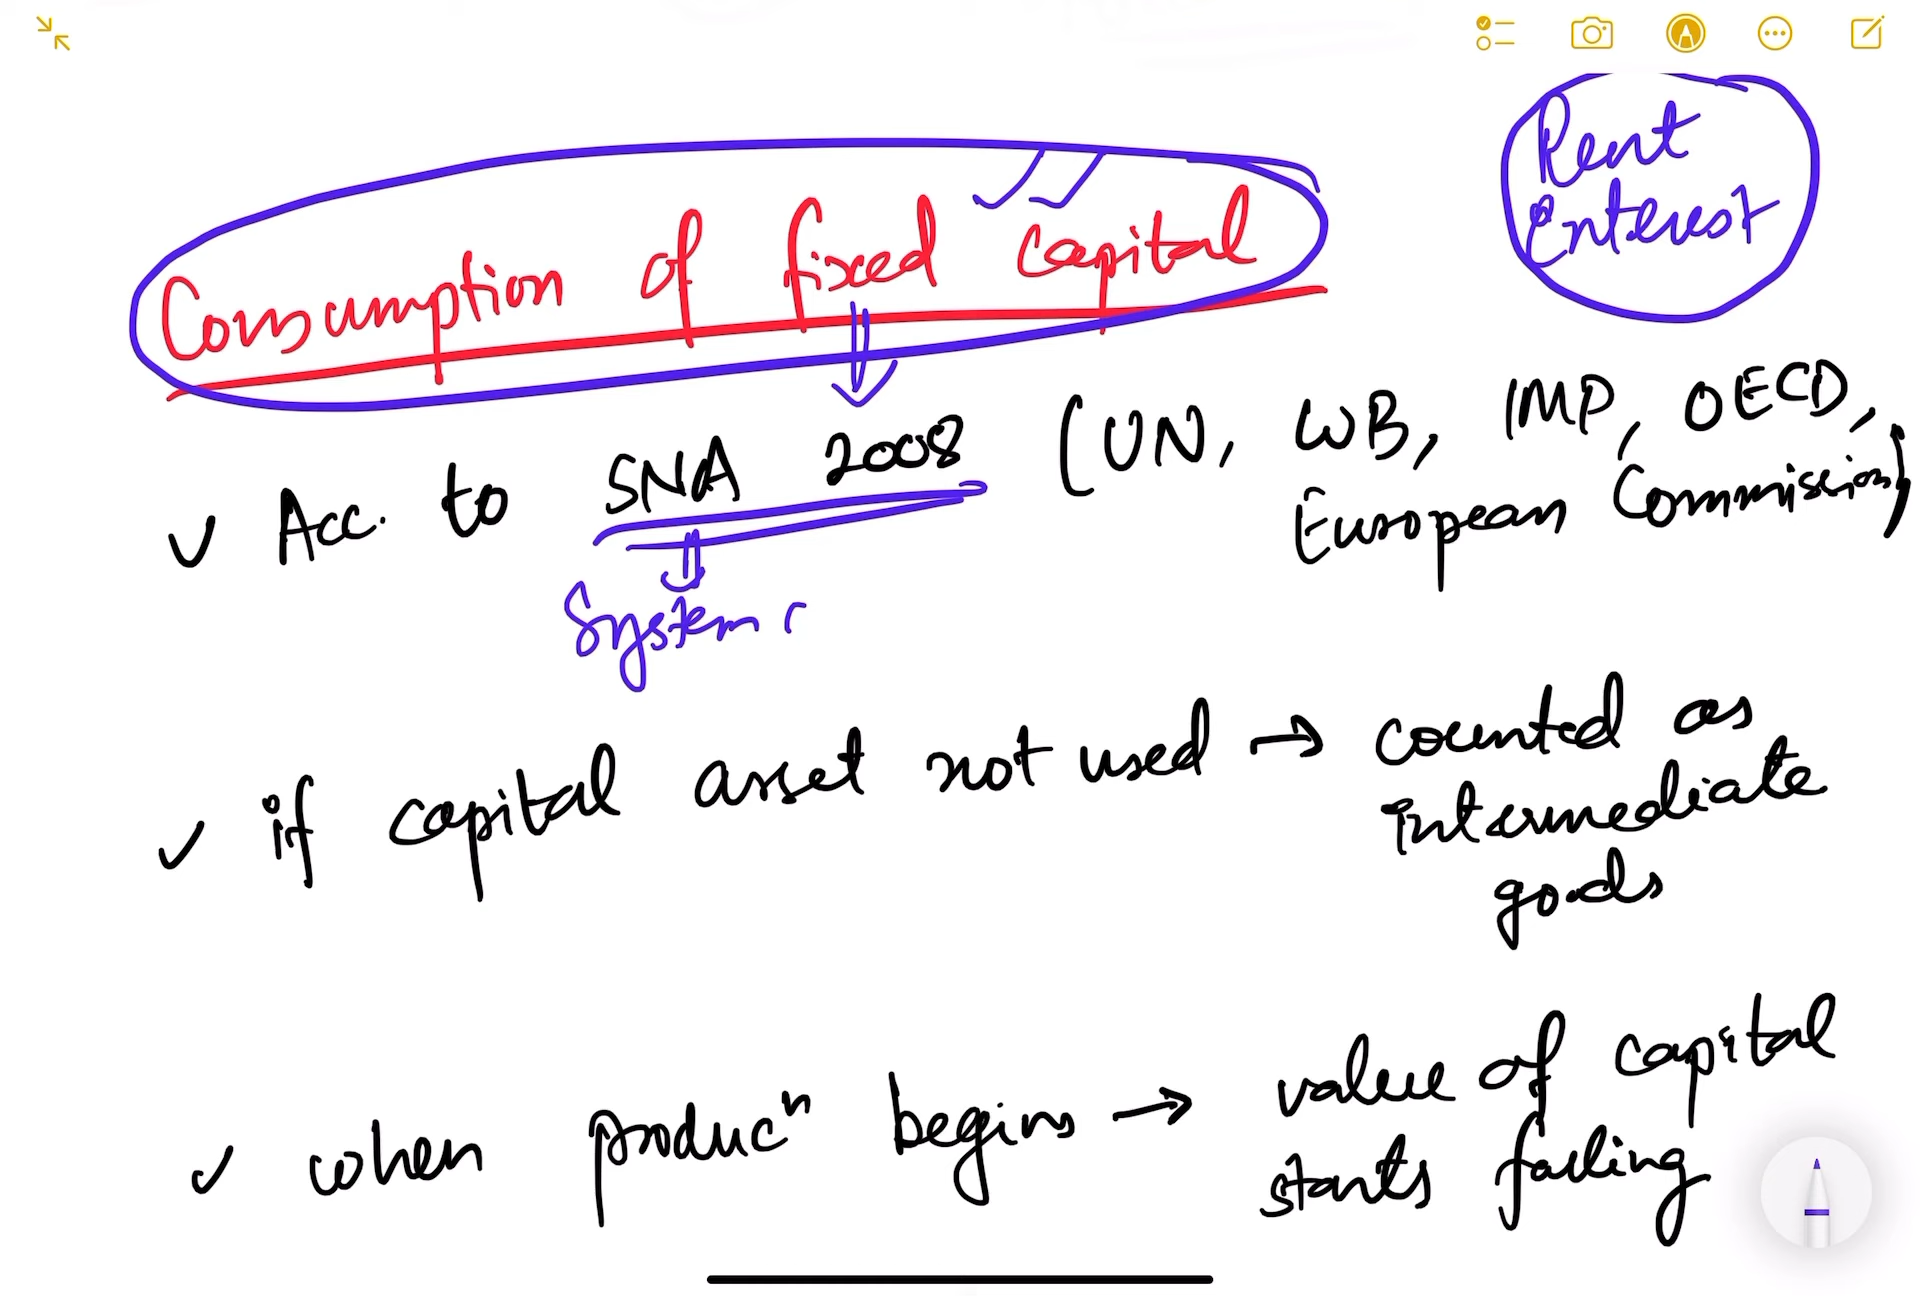 Rent
Interest
Consumption of fixed capital
✓ Acc. to SNA 2008 (UN, WB, IMP, OECD,
European Commission)
System
✓ if capital asset not used → counted as
intermediate
goods
✓ when producⁿ begins → value of capital
starts falling